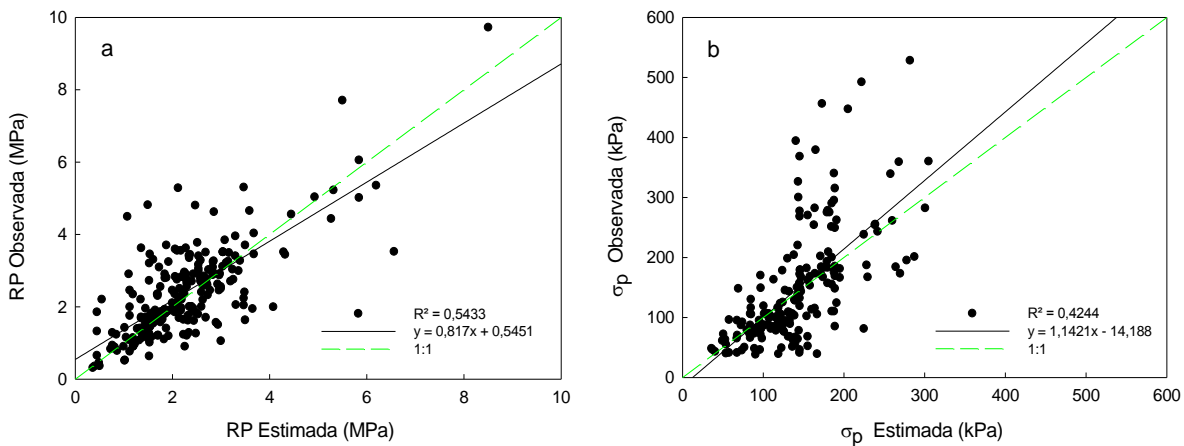 a
RP Observada (MPa)
10
8
6
4
2
0
0 2 4 6 8 10
RP Estimada (MPa)
R² = 0,5433
y = 0,817x + 0,5451
1:1
b
σp Observada (kPa)
600
500
400
300
200
100
0
0 100 200 300 400 500 600
σp Estimada (kPa)
R² = 0,4244
y = 1,1421x - 14,188
1:1